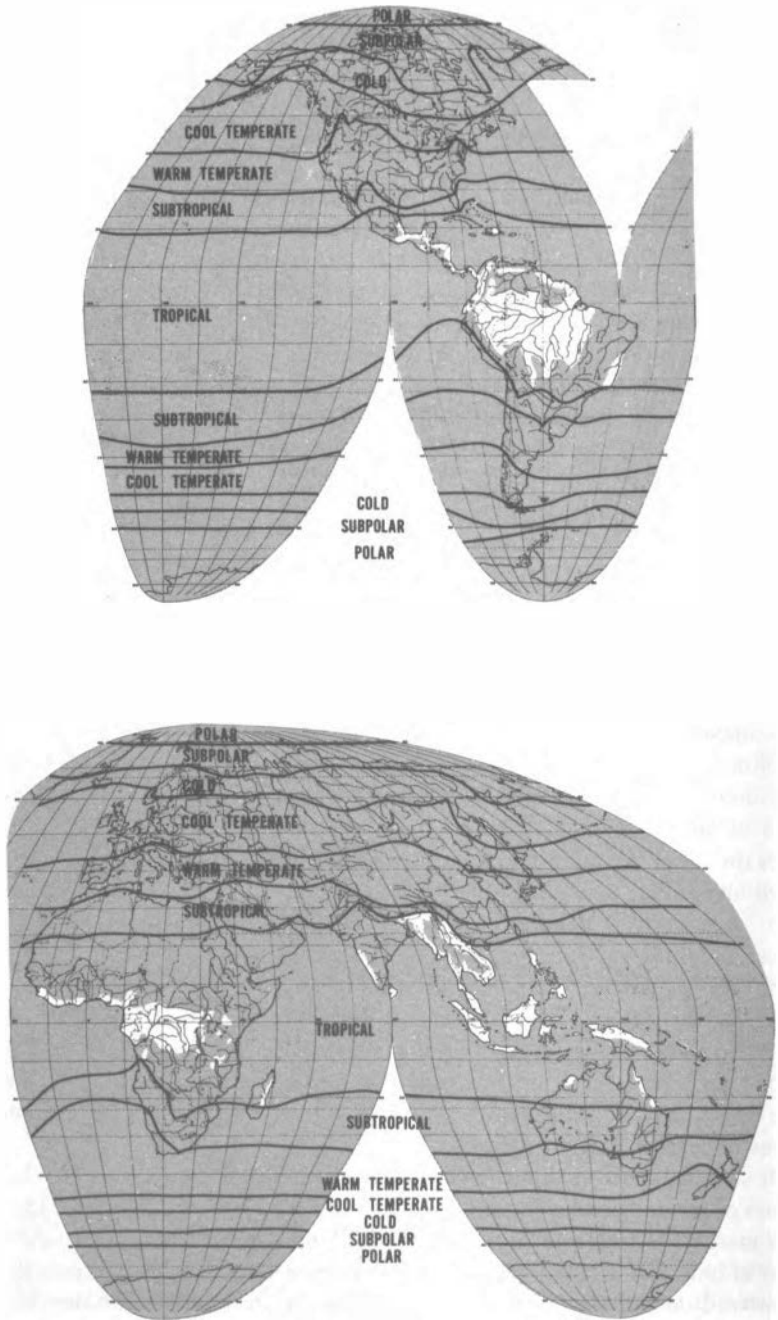 POLAR
SUBPOLAR
COLD
COOL TEMPERATE
WARM TEMPERATE
SUBTROPICAL
TROPICAL
SUBTROPICAL
WARM TEMPERATE
COOL TEMPERATE
COLD
SUBPOLAR
POLAR
POLAR
SUBPOLAR
COLD
COOL TEMPERATE
WARM TEMPERATE
SUBTROPICAL
TROPICAL
SUBTROPICAL
WARM TEMPERATE
COOL TEMPERATE
COLD
SUBPOLAR
POLAR